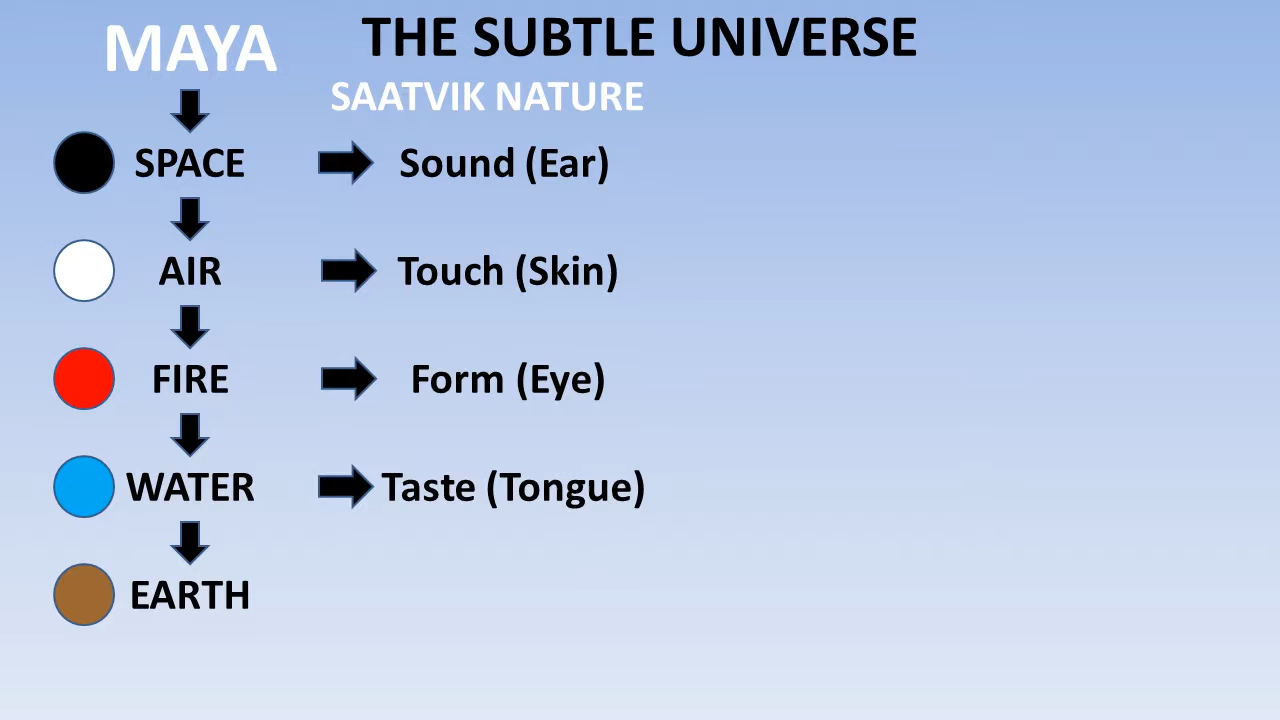 MAYA
THE SUBTLE UNIVERSE
SAATVIK NATURE
SPACE
Sound (Ear)
AIR
Touch (Skin)
FIRE
Form (Eye)
WATER
Taste (Tongue)
EARTH